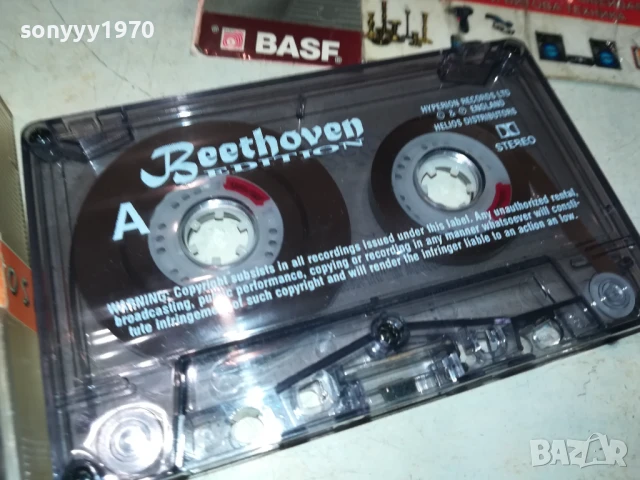 sonyyy1970
BASF
Beethoven
EDITION
A
HYPERION RECORDS LTD
Ⓟ & © ENGLAND
HELIOS DISTRIBUTORS
STEREO
WARNING. Copyright subsists in all recordings issued under this label. Any unauthorized rental,
broadcasting, public performance, copying or recording in any manner whatsoever will consti-
tute infringement of such copyright and will render the infringer liable to an action at law.
BAZAR